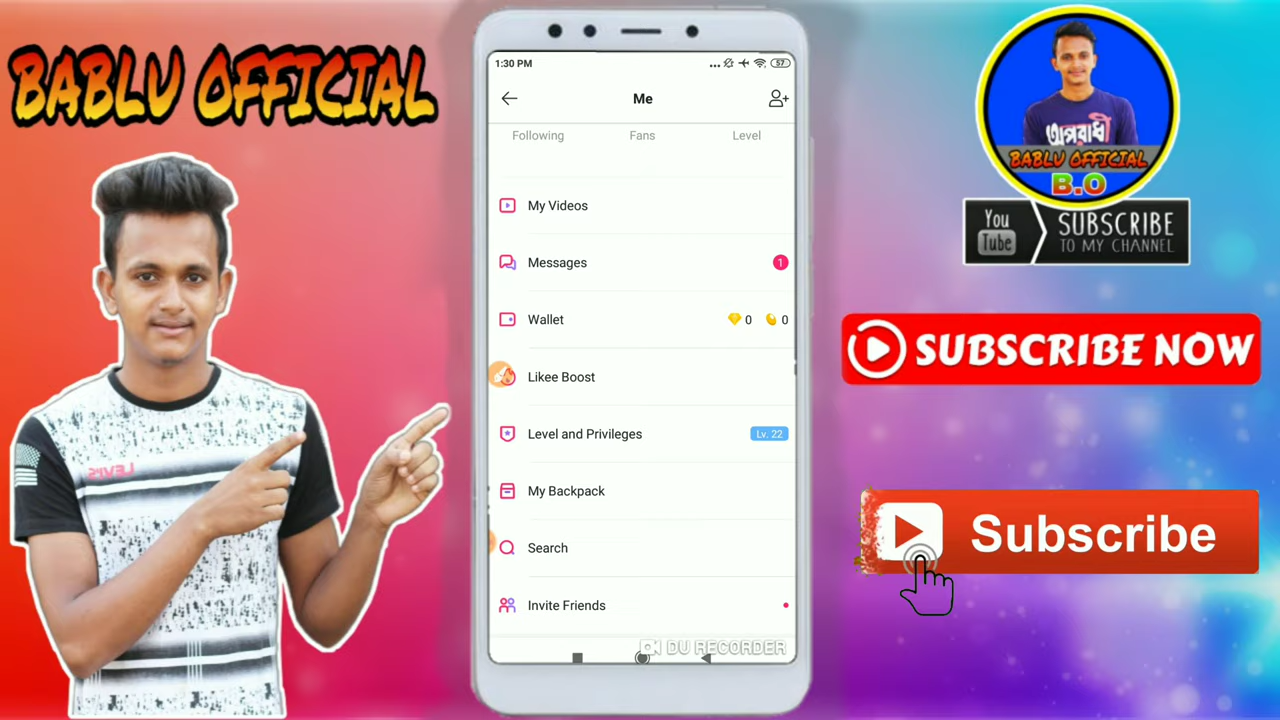 BABLU OFFICIAL
LEVI'S
1:30 PM
57
Me
Following
Fans
Level
My Videos
Messages
1
Wallet
0
0
Likee Boost
Level and Privileges
Lv. 22
My Backpack
Search
Invite Friends
DU RECORDER
অপরাধী
BABLU OFFICIAL
B.O
You
Tube
SUBSCRIBE
TO MY CHANNEL
SUBSCRIBE NOW
Subscribe